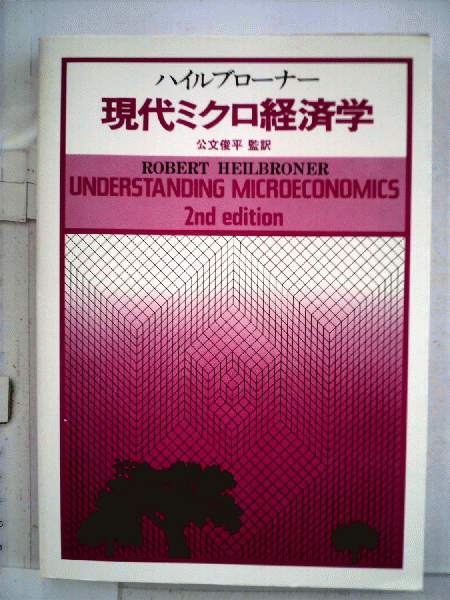 ハイルブローナー
現代ミクロ経済学
公文俊平 監訳
ROBERT HEILBRONER
UNDERSTANDING MICROECONOMICS
2nd edition